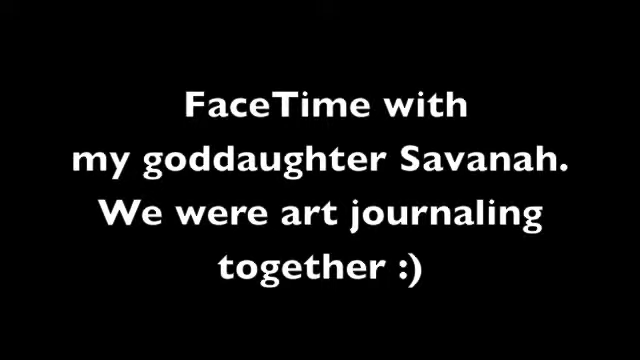 FaceTime with
my goddaughter Savanah.
We were art journaling
together :)